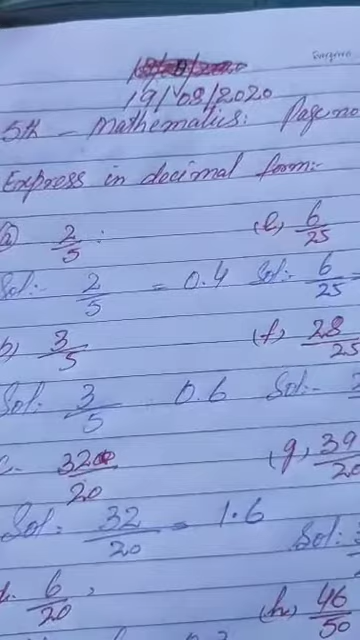 19/08/2020
5th - Mathematics: Page no
Express in decimal form:-
(a) 2/5 : (e) 6/25
Sol:- 2/5 = 0.4 Sol:- 6/25 =
b) 3/5 (f) 28/25
Sol: 3/5 0.6 Sol:-
c. 32/20 (g) 39/20
Sol: 32/20 = 1.6 Sol:
6/20 (h) 46/50